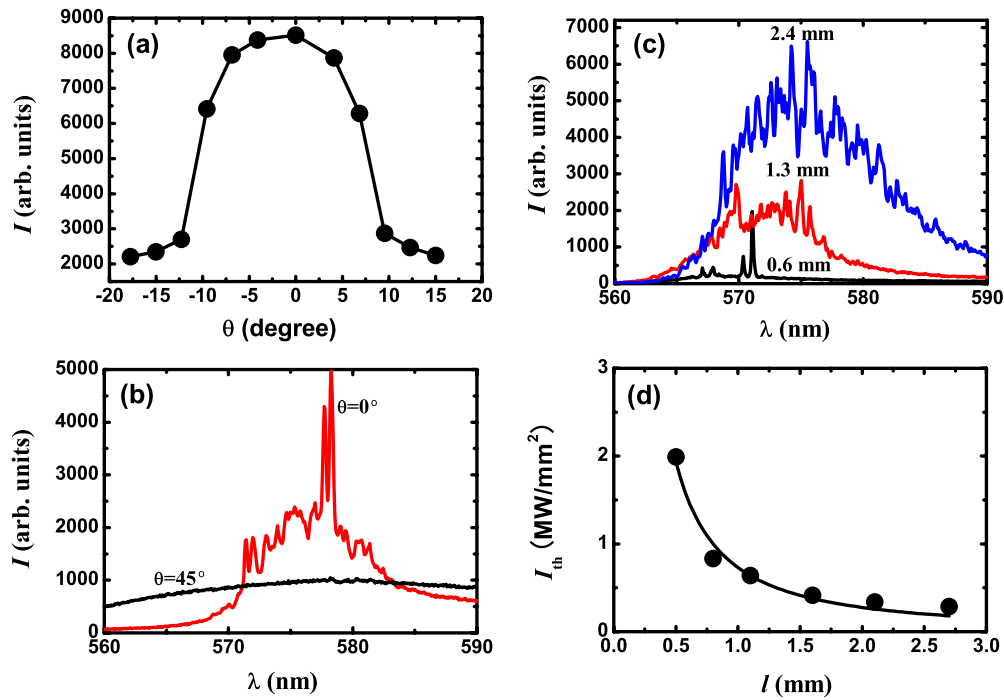 (a)
I (arb. units)
9000
8000
7000
6000
5000
4000
3000
2000
-20 -15 -10 -5 0 5 10 15 20
θ (degree)
(b)
I (arb. units)
5000
4000
3000
2000
1000
0
θ=0°
θ=45°
560 570 580 590
λ (nm)
(c)
I (arb. units)
7000
6000
5000
4000
3000
2000
1000
0
2.4 mm
1.3 mm
0.6 mm
560 570 580 590
λ (nm)
(d)
Ith (MW/mm²)
3
2
1
0
0.0 0.5 1.0 1.5 2.0 2.5 3.0
l (mm)